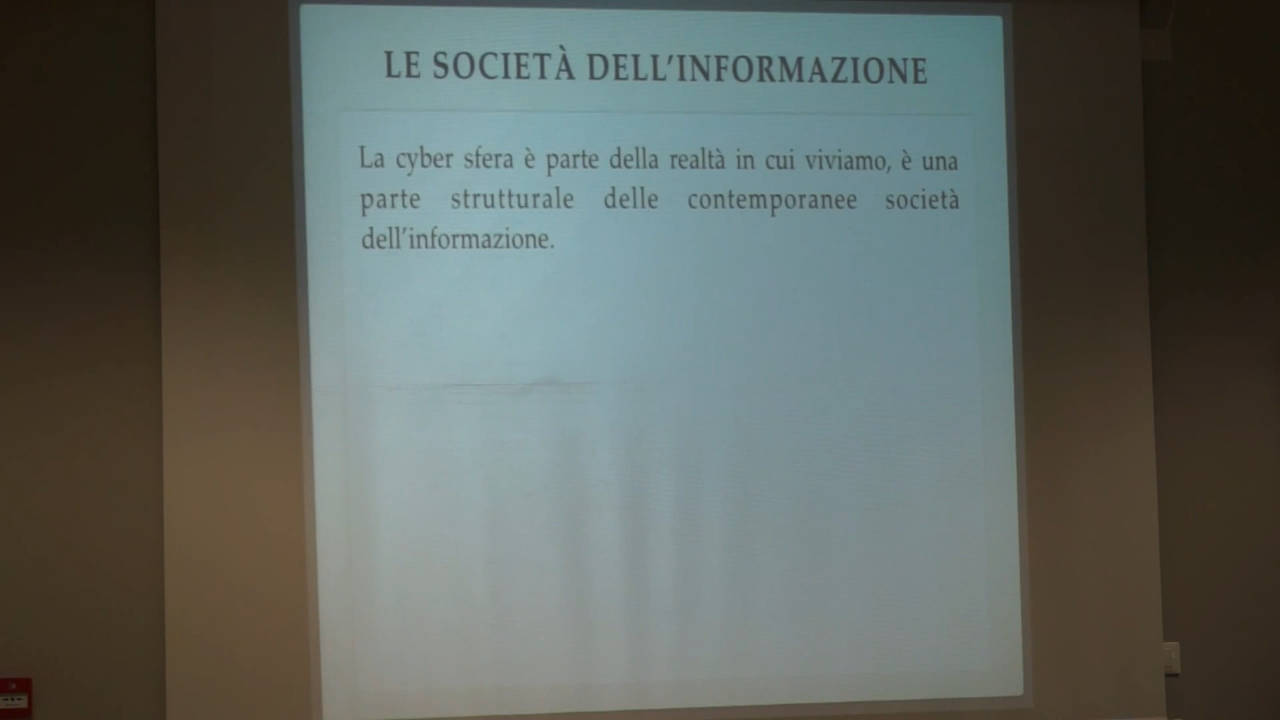 LE SOCIETÀ DELL'INFORMAZIONE
La cyber sfera è parte della realtà in cui viviamo, è una
parte strutturale delle contemporanee società
dell'informazione.